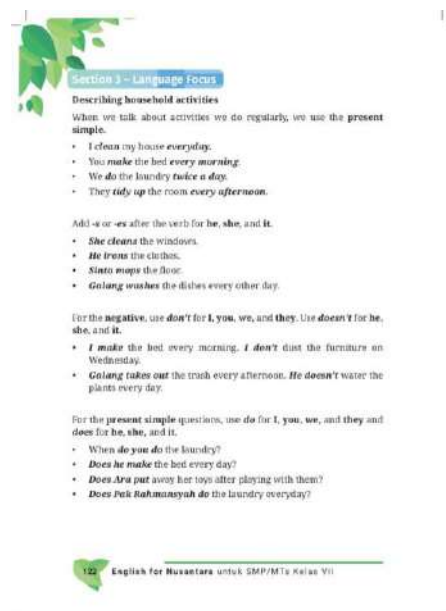 Section 3 – Language Focus
Describing household activities
When we talk about activities we do regularly, we use the present
simple.
• I clean my house everyday.
• You make the bed every morning.
• We do the laundry twice a day.
• They tidy up the room every afternoon.
Add -s or -es after the verb for he, she, and it.
• She cleans the windows.
• He irons the clothes.
• Sinta mops the floor.
• Galang washes the dishes every other day.
For the negative, use don't for I, you, we, and they. Use doesn't for he,
she, and it.
• I make the bed every morning. I don't dust the furniture on
Wednesday.
• Galang takes out the trash every afternoon. He doesn't water the
plants every day.
For the present simple questions, use do for I, you, we, and they and
does for he, she, and it.
• When do you do the laundry?
• Does he make the bed every day?
• Does Ara put away her toys after playing with them?
• Does Pak Rahmansyah do the laundry everyday?
122 English for Nusantara untuk SMP/MTs Kelas VII